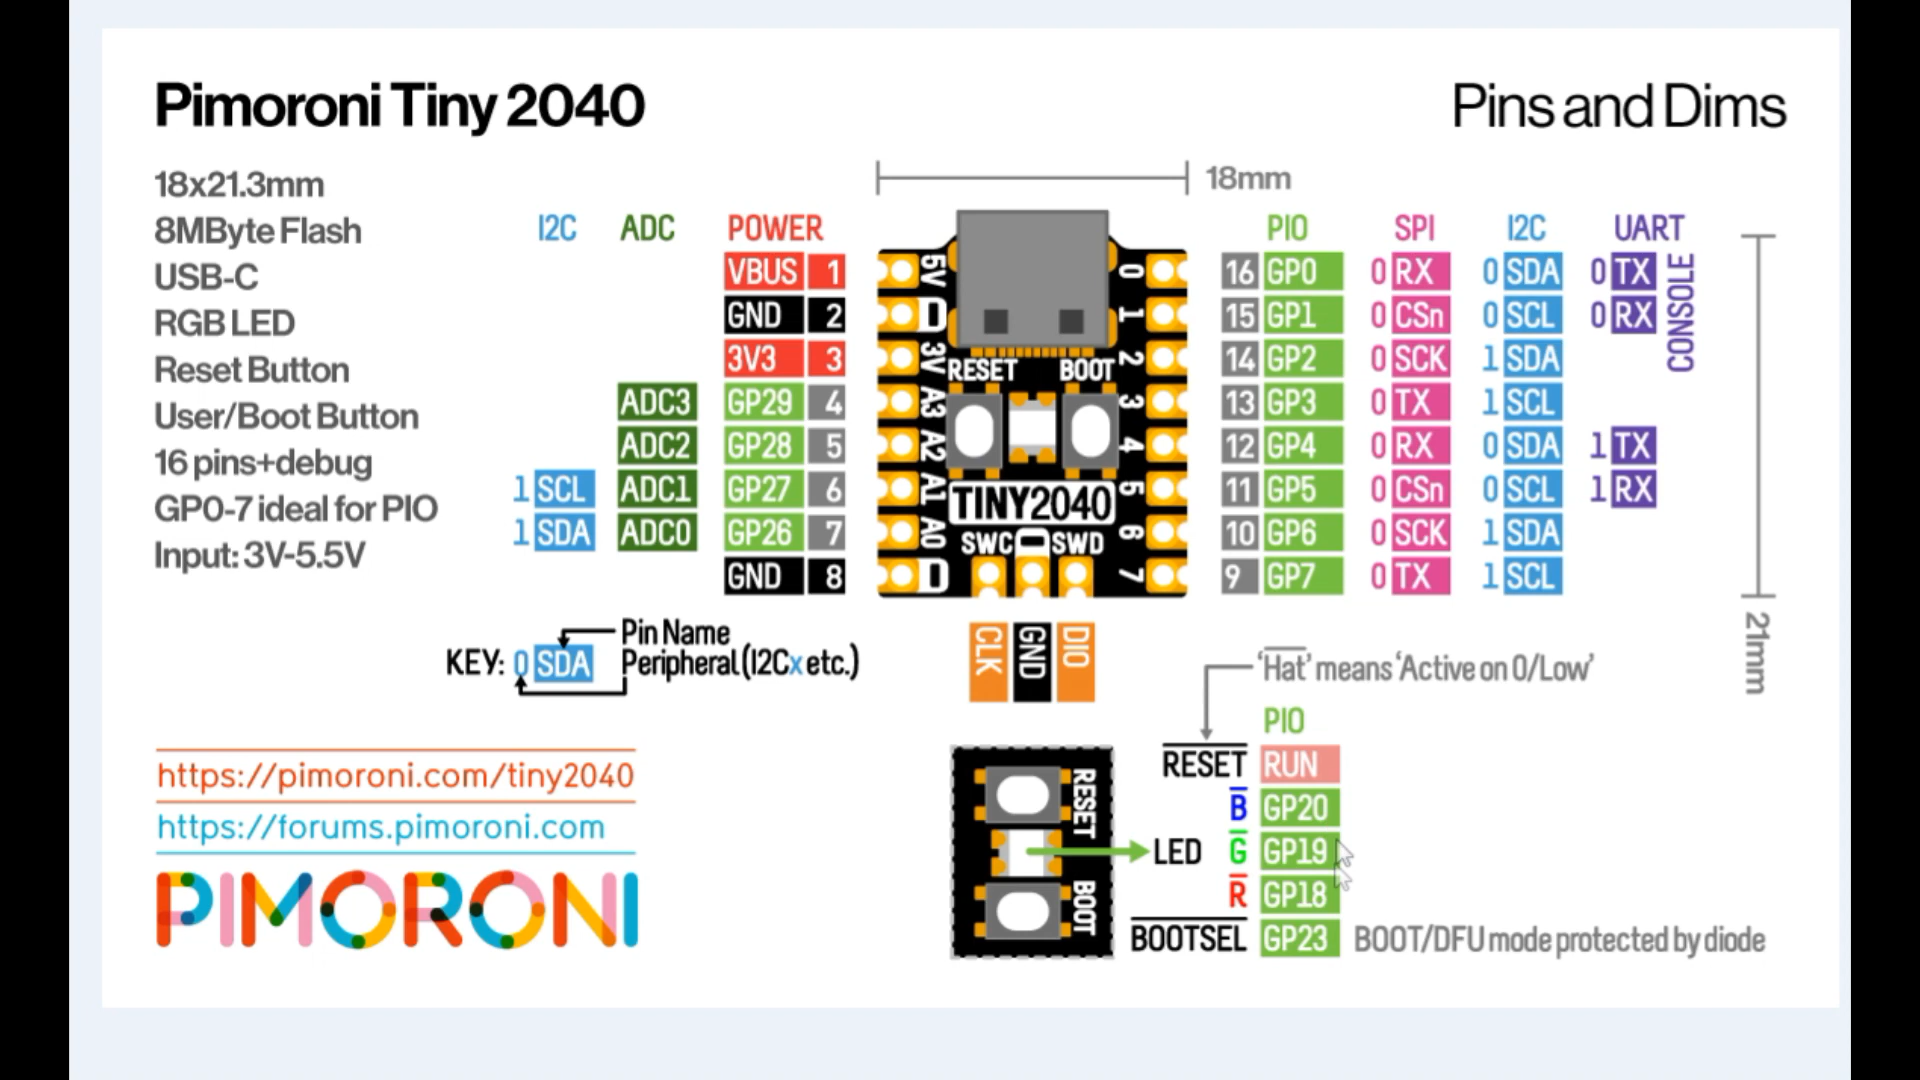 Pimoroni Tiny 2040
Pins and Dims
18x21.3mm
8MByte Flash
USB-C
RGB LED
Reset Button
User/Boot Button
16 pins+debug
GP0-7 ideal for PIO
Input: 3V-5.5V
18mm
21mm
I2C ADC POWER
VBUS 1
GND 2
3V3 3
ADC3 GP29 4
ADC2 GP28 5
1 SCL ADC1 GP27 6
1 SDA ADC0 GP26 7
GND 8
5V
3V
A3
A2
A1
A0
RESET BOOT
TINY2040
SWC SWD
0
1
2
3
4
5
6
7
CLK GND DIO
PIO SPI I2C UART
16 GP0 0 RX 0 SDA 0 TX
15 GP1 0 CSn 0 SCL 0 RX
CONSOLE
14 GP2 0 SCK 1 SDA
13 GP3 0 TX 1 SCL
12 GP4 0 RX 0 SDA 1 TX
11 GP5 0 CSn 0 SCL 1 RX
10 GP6 0 SCK 1 SDA
9 GP7 0 TX 1 SCL
KEY: 0 SDA
Pin Name
Peripheral (I2Cx etc.)
'Hat' means 'Active on 0/Low'
PIO
RESET RUN
B GP20
LED G GP19
R GP18
BOOTSEL GP23 BOOT/DFU mode protected by diode
RESET
BOOT
https://pimoroni.com/tiny2040
https://forums.pimoroni.com
PIMORONI